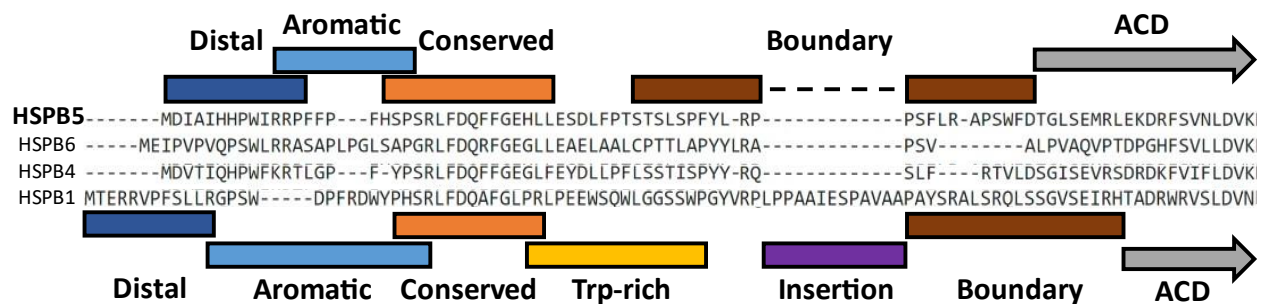 Aromatic
ACD
Distal
Conserved
Boundary
HSPB5 -------MDIAIHHPWIRRPFFP---FHSPSRLFDQFFGEHLLESDLFPTSTSLSPFYL-RP-------------PSFLR-APSWFDTGLSEMRLEKDRFSVNLDVK
HSPB6 -----MEIPVPVQPSWLRRASAPLPGLSAPGRLFDQRFGEGLLEAELAALCPTTLAPYYLRA-------------PSV--------ALPVAQVPTDPGHFSVLLDVK
HSPB4 -------MDVTIQHPWFKRTLGP---F-YPSRLFDQFFGEGLFEYDLLPFLSSTISPYY-RQ-------------SLF----RTVLDSGISEVRSDRDKFVIFLDVK
HSPB1 MTERRVPFSLLRGPSW-----DPFRDWYPHSRLFDQAFGLPRLPEEWSQWLGGSSWPGYVRPLPPAAIESPAVAAPAYSRALSRQLSSGVSEIRHTADRWRVSLDVN
Distal
Aromatic
Conserved
Trp-rich
Insertion
Boundary
ACD